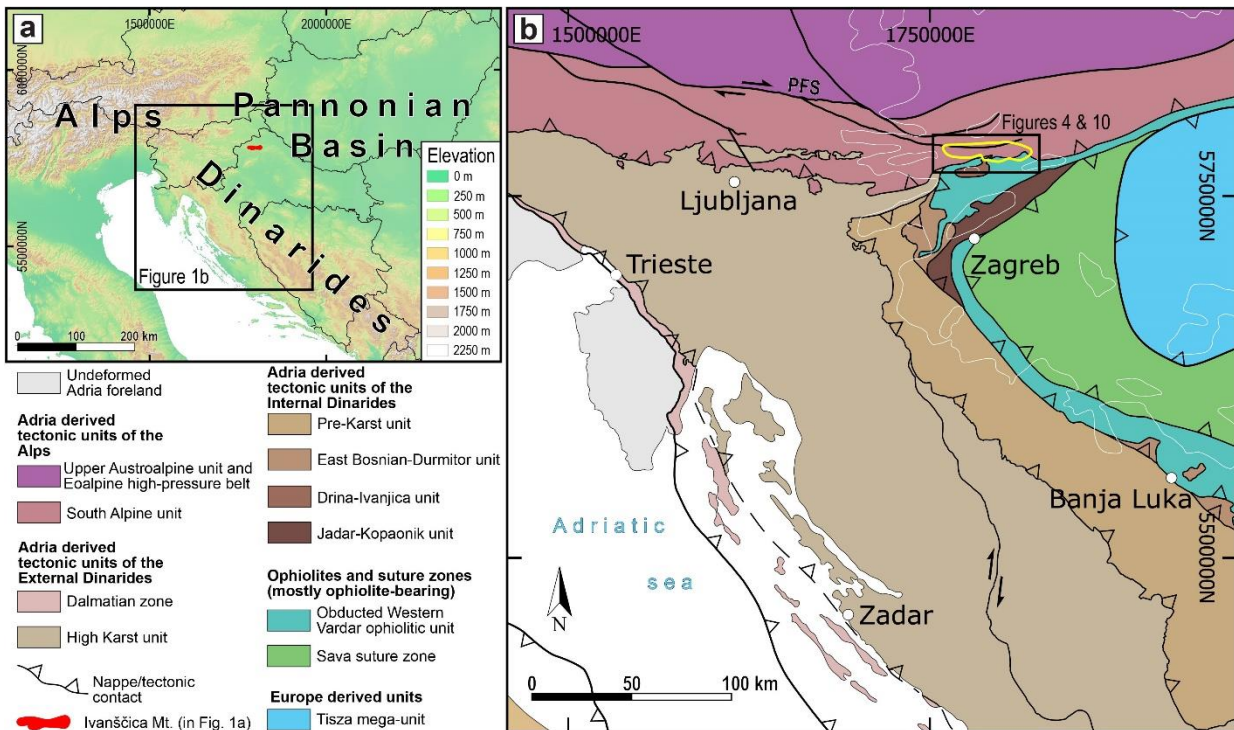 a
1500000E
2000000E
6000000N
5500000N
Alps
Pannonian
Basin
Dinarides
Figure 1b
0 100 200 km
Elevation
0 m
250 m
500 m
750 m
1000 m
1250 m
1500 m
1750 m
2000 m
2250 m
b
1500000E
1750000E
5750000N
5500000N
PFS
Figures 4 & 10
Ljubljana
Trieste
Zagreb
Banja Luka
Zadar
Adriatic
sea
N
0 50 100 km
Undeformed
Adria foreland
Adria derived
tectonic units of the
Alps
Upper Austroalpine unit and
Eoalpine high-pressure belt
South Alpine unit
Adria derived
tectonic units of the
External Dinarides
Dalmatian zone
High Karst unit
Nappe/tectonic
contact
Ivanščica Mt. (in Fig. 1a)
Adria derived
tectonic units of the
Internal Dinarides
Pre-Karst unit
East Bosnian-Durmitor unit
Drina-Ivanjica unit
Jadar-Kopaonik unit
Ophiolites and suture zones
(mostly ophiolite-bearing)
Obducted Western
Vardar ophiolitic unit
Sava suture zone
Europe derived units
Tisza mega-unit